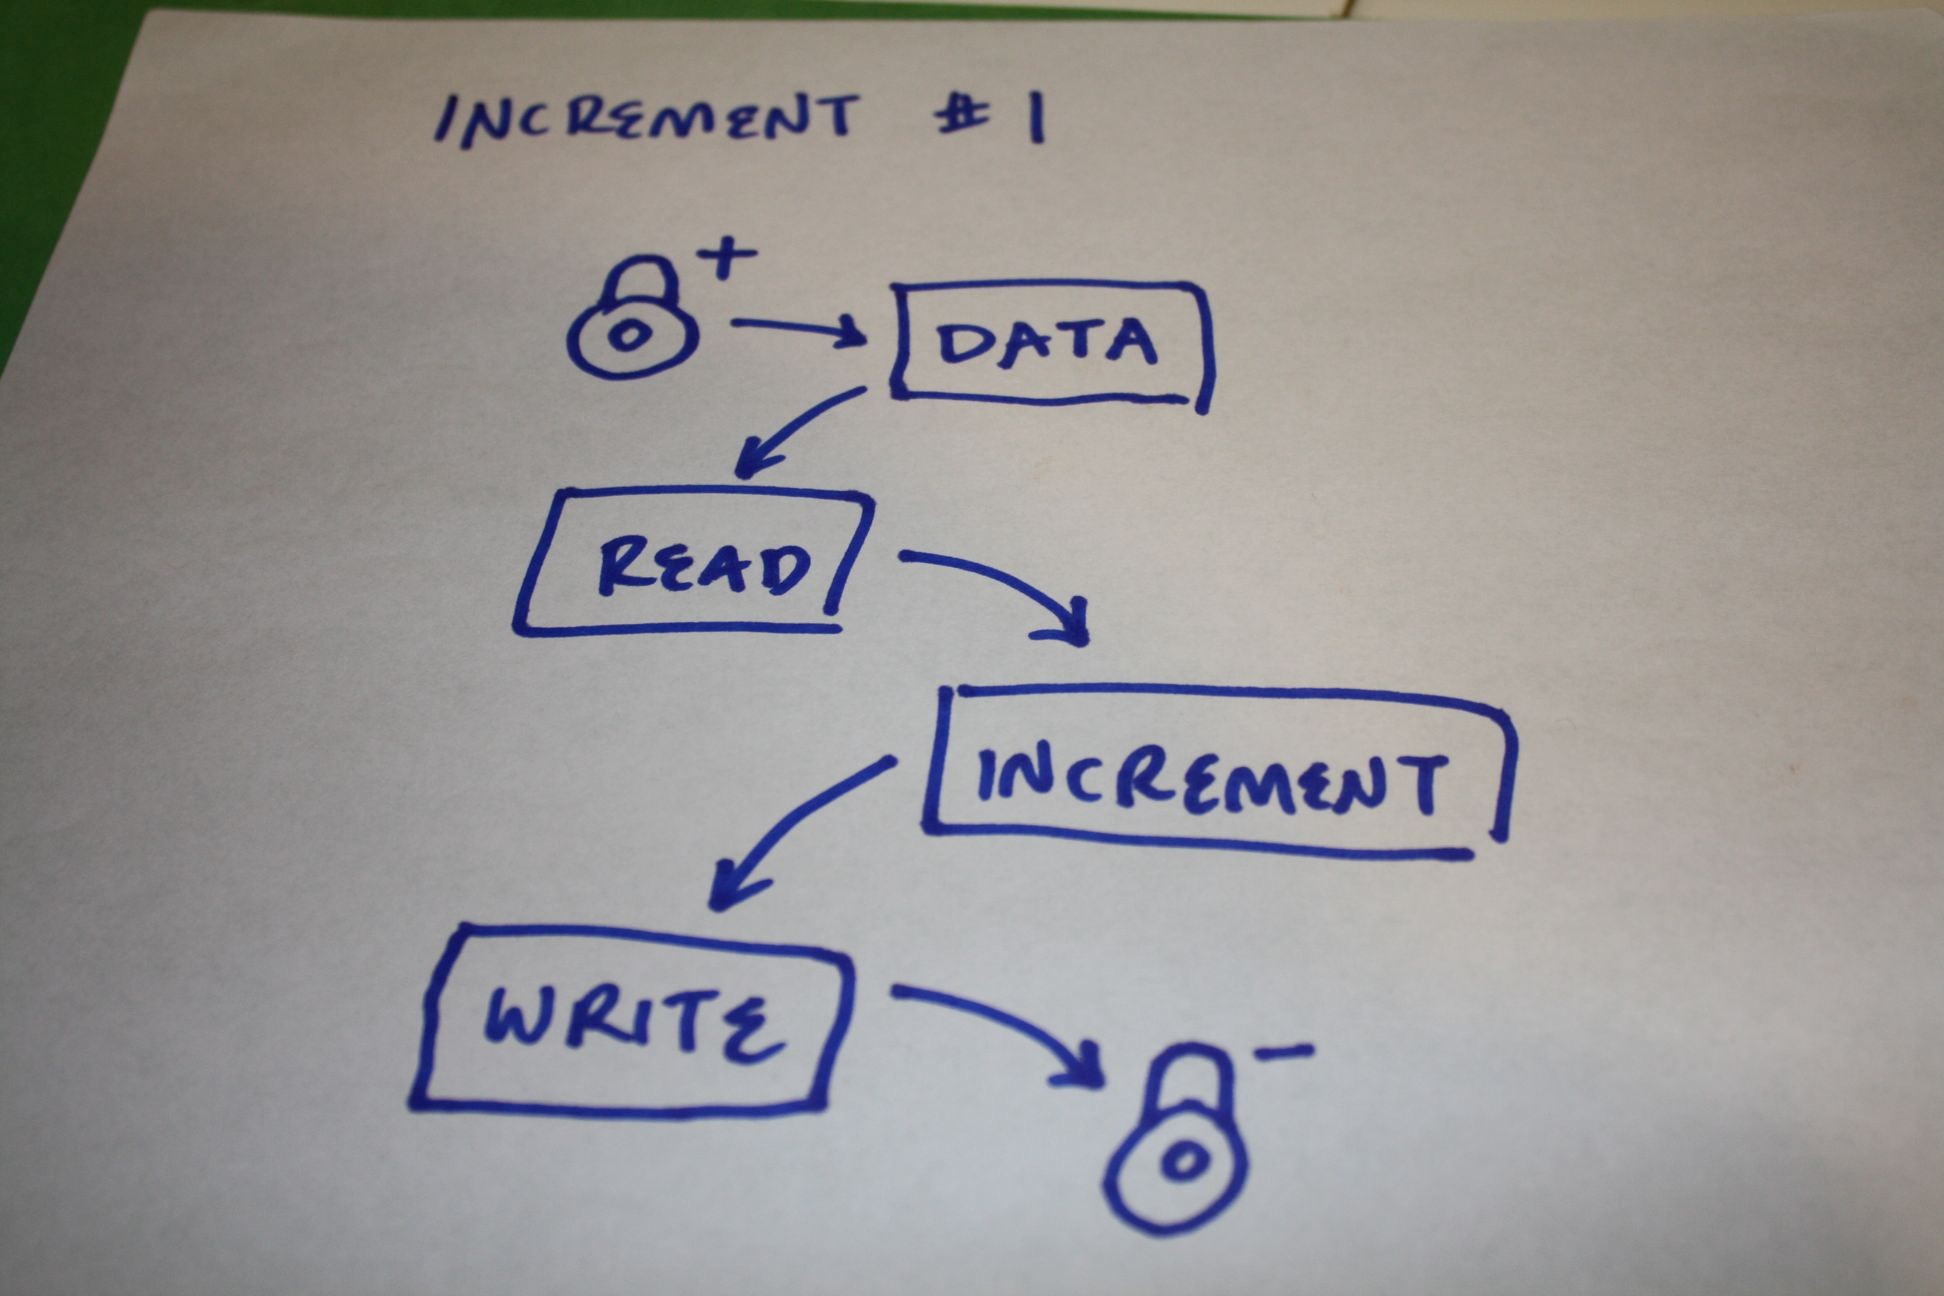 INCREMENT # 1
+
DATA
READ
INCREMENT
WRITE
-